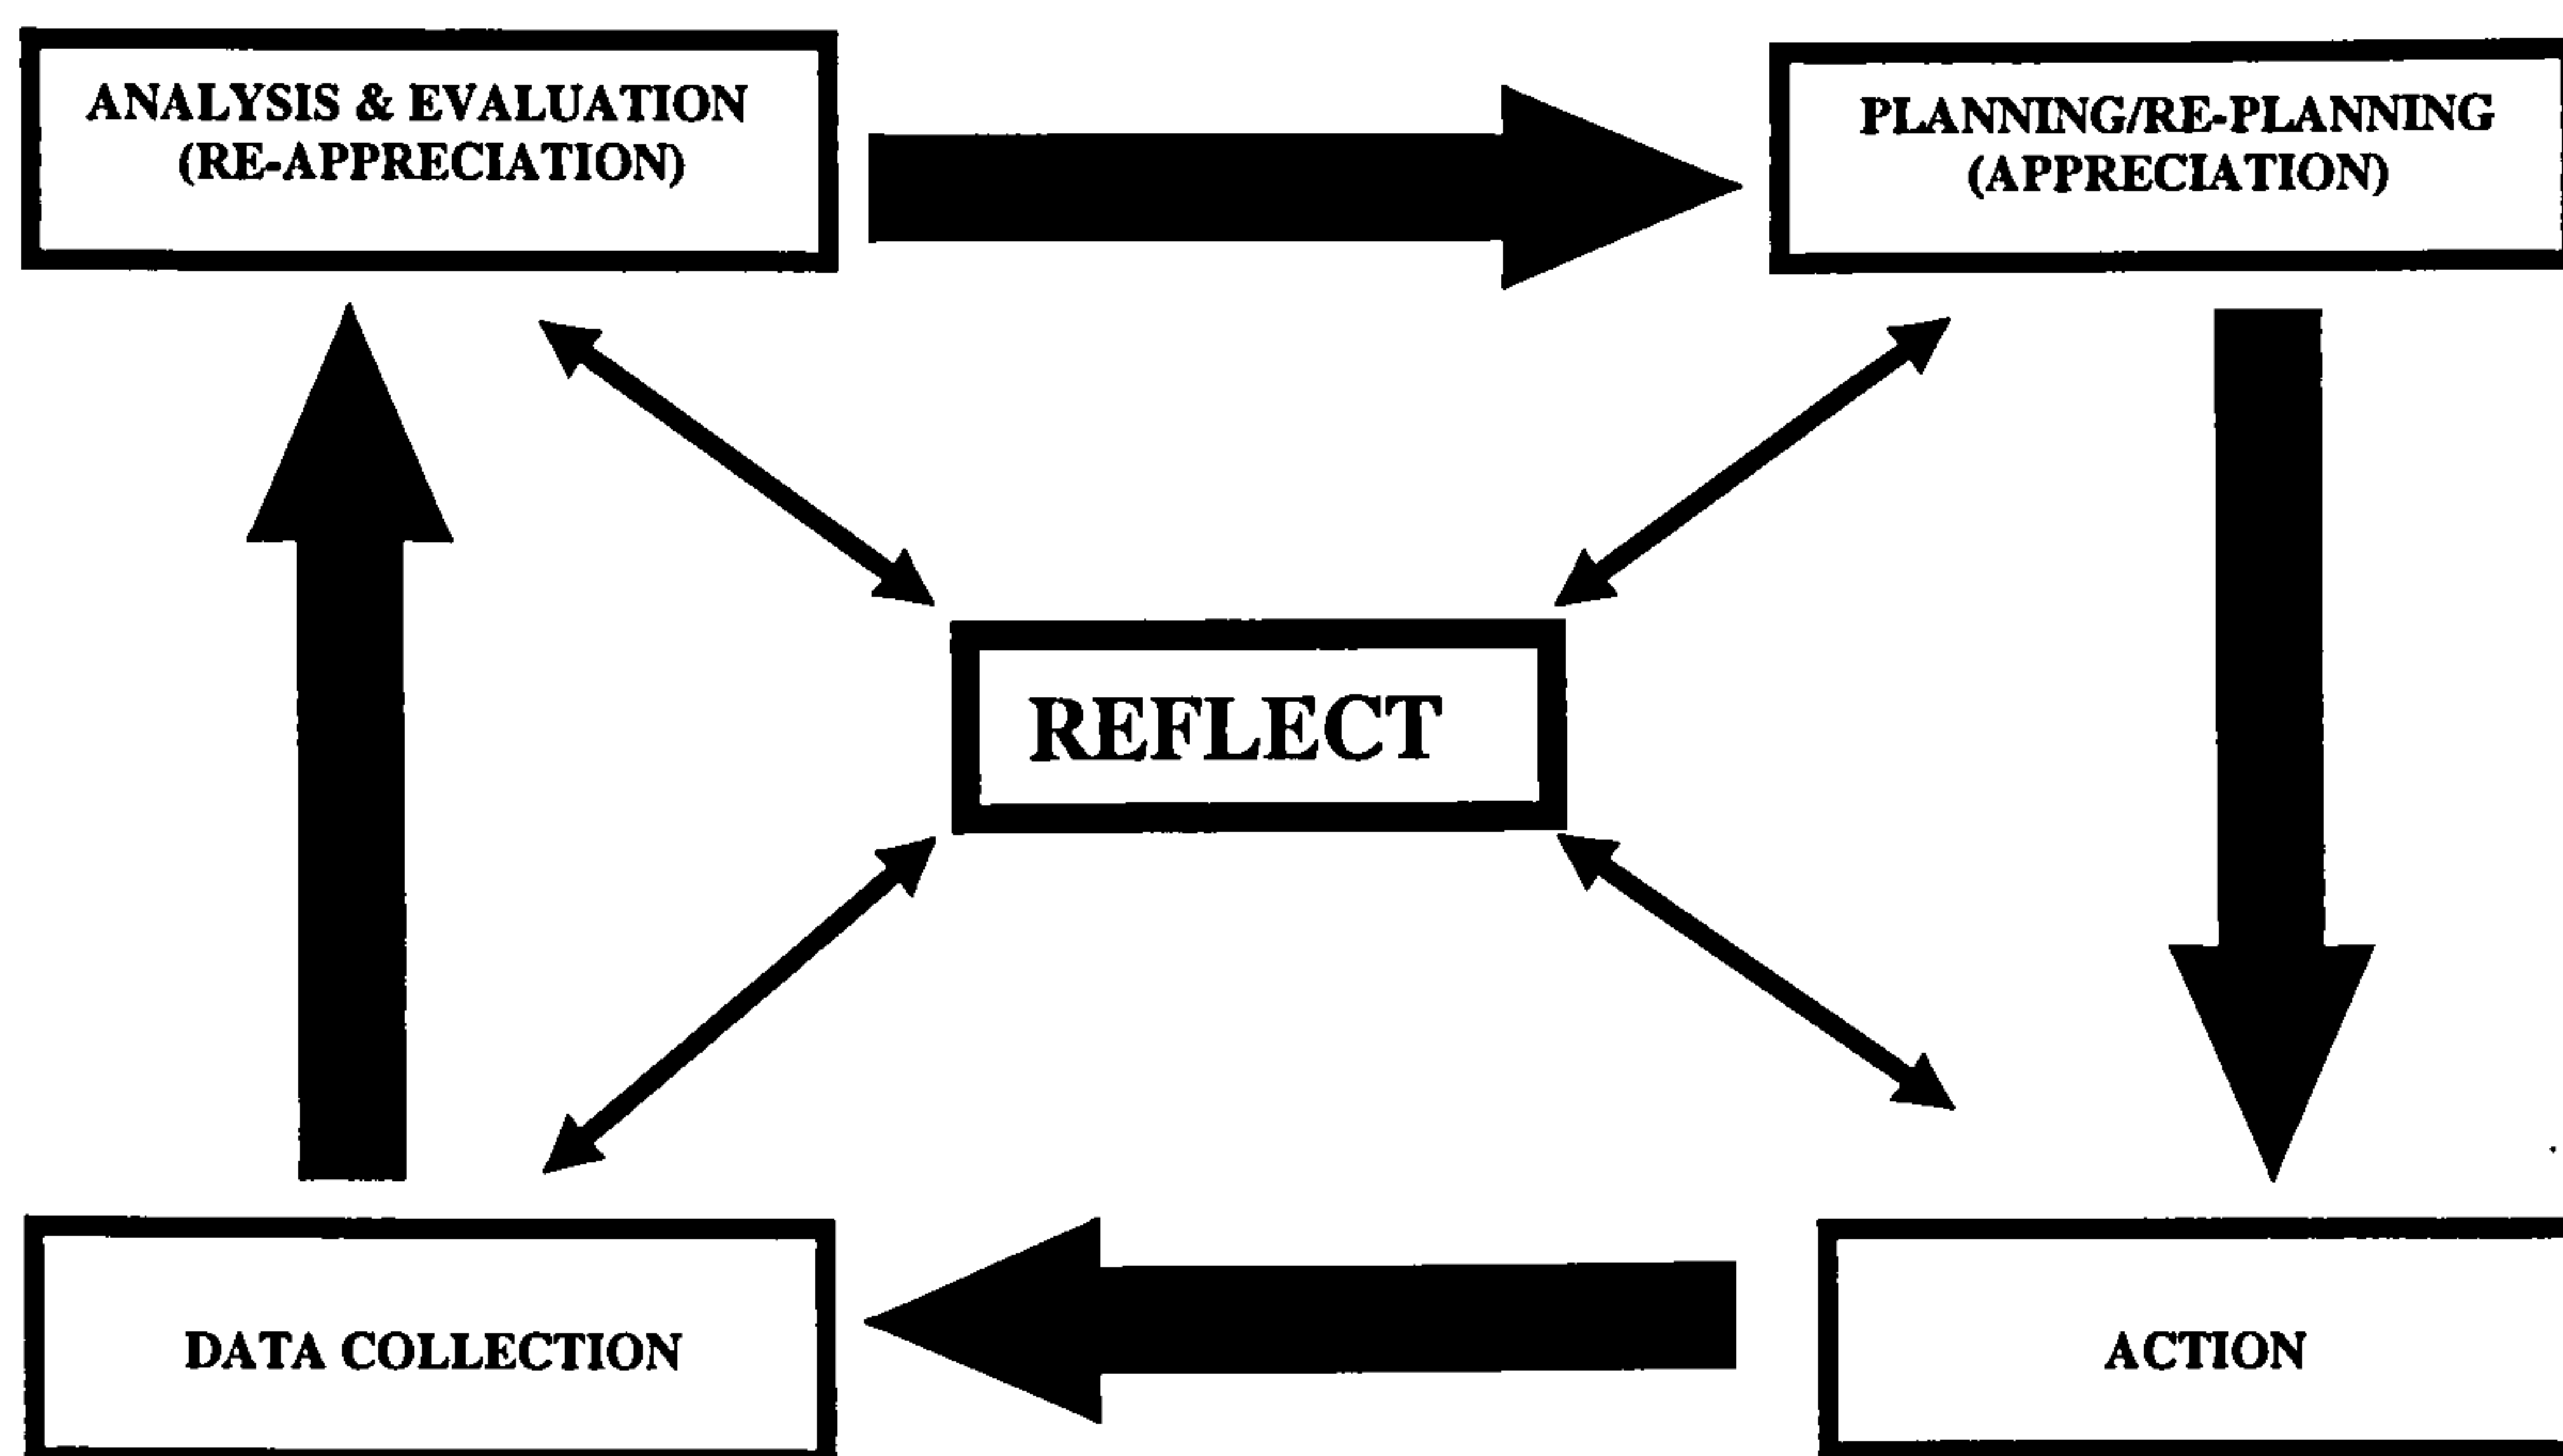 ANALYSIS & EVALUATION
(RE-APPRECIATION)
PLANNING/RE-PLANNING
(APPRECIATION)
REFLECT
DATA COLLECTION
ACTION